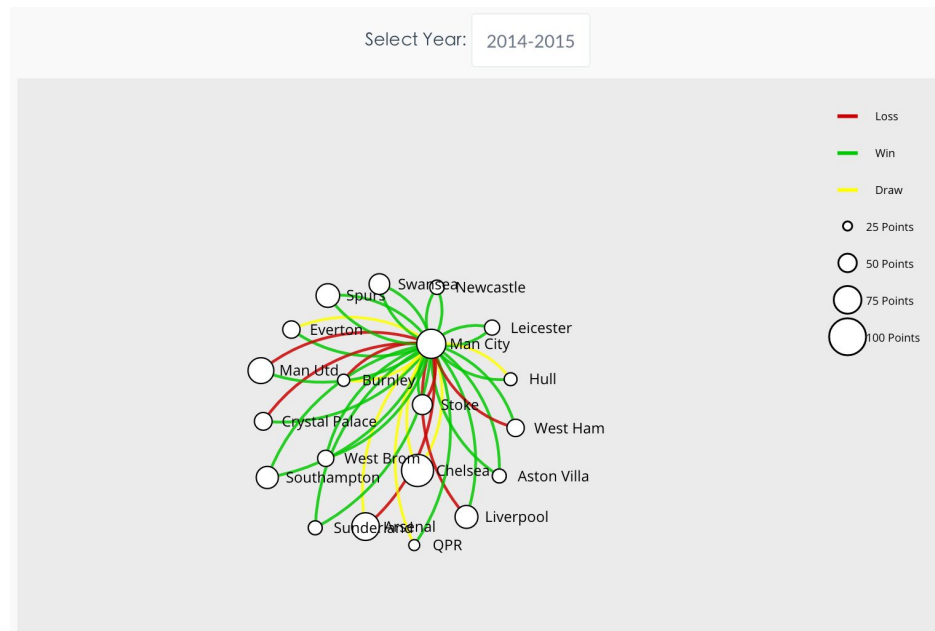 Select Year: 2014-2015
Loss
Win
Draw
25 Points
50 Points
75 Points
100 Points
Swansea
Newcastle
Spurs
Leicester
Everton
Man City
Man Utd
Burnley
Hull
Stoke
Crystal Palace
West Ham
West Brom
Chelsea
Southampton
Aston Villa
Liverpool
Sunderland
Arsenal
QPR